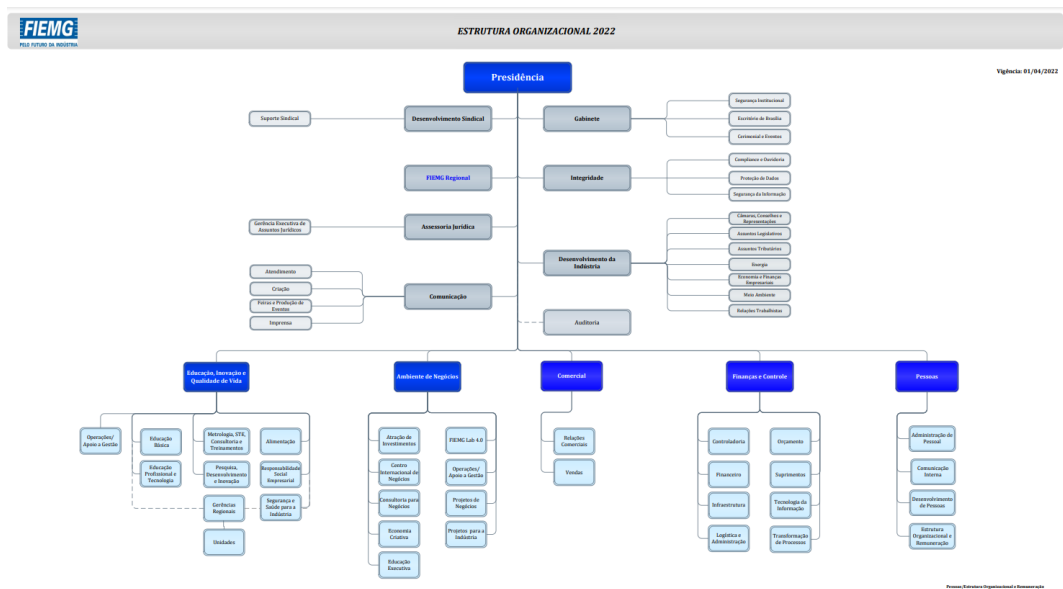 FIEMG
PELO FUTURO DA INDÚSTRIA
ESTRUTURA ORGANIZACIONAL 2022
Vigência: 01/04/2022
Presidência
Suporte Sindical
Desenvolvimento Sindical
Gabinete
Segurança Institucional
Escritório de Brasília
Cerimonial e Eventos
FIEMG Regional
Integridade
Compliance e Ouvidoria
Proteção de Dados
Segurança da Informação
Gerência Executiva de
Assuntos Jurídicos
Assessoria Jurídica
Desenvolvimento da
Indústria
Câmaras, Conselhos e
Representações
Assuntos Legislativos
Assuntos Tributários
Energia
Economia e Finanças
Empresariais
Meio Ambiente
Relações Trabalhistas
Atendimento
Criação
Feiras e Produção de
Eventos
Imprensa
Comunicação
Auditoria
Educação, Inovação e
Qualidade de Vida
Ambiente de Negócios
Comercial
Finanças e Controle
Pessoas
Operações/
Apoio a Gestão
Educação
Básica
Educação
Profissional e
Tecnologia
Metrologia, STE,
Consultoria e
Treinamentos
Pesquisa,
Desenvolvimento
e Inovação
Gerências
Regionais
Unidades
Alimentação
Responsabilidade
Social
Empresarial
Segurança e
Saúde para a
Indústria
Atração de
Investimentos
Centro
Internacional de
Negócios
Consultoria para
Negócios
Economia
Criativa
Educação
Executiva
FIEMG Lab 4.0
Operações/
Apoio a Gestão
Projetos de
Negócios
Projetos para a
Indústria
Relações
Comerciais
Vendas
Controladoria
Financeiro
Infraestrutura
Logística e
Administração
Orçamento
Suprimentos
Tecnologia da
Informação
Transformação
de Processos
Administração de
Pessoal
Comunicação
Interna
Desenvolvimento
de Pessoas
Estrutura
Organizacional e
Remuneração
Pessoas/Estrutura Organizacional e Remuneração